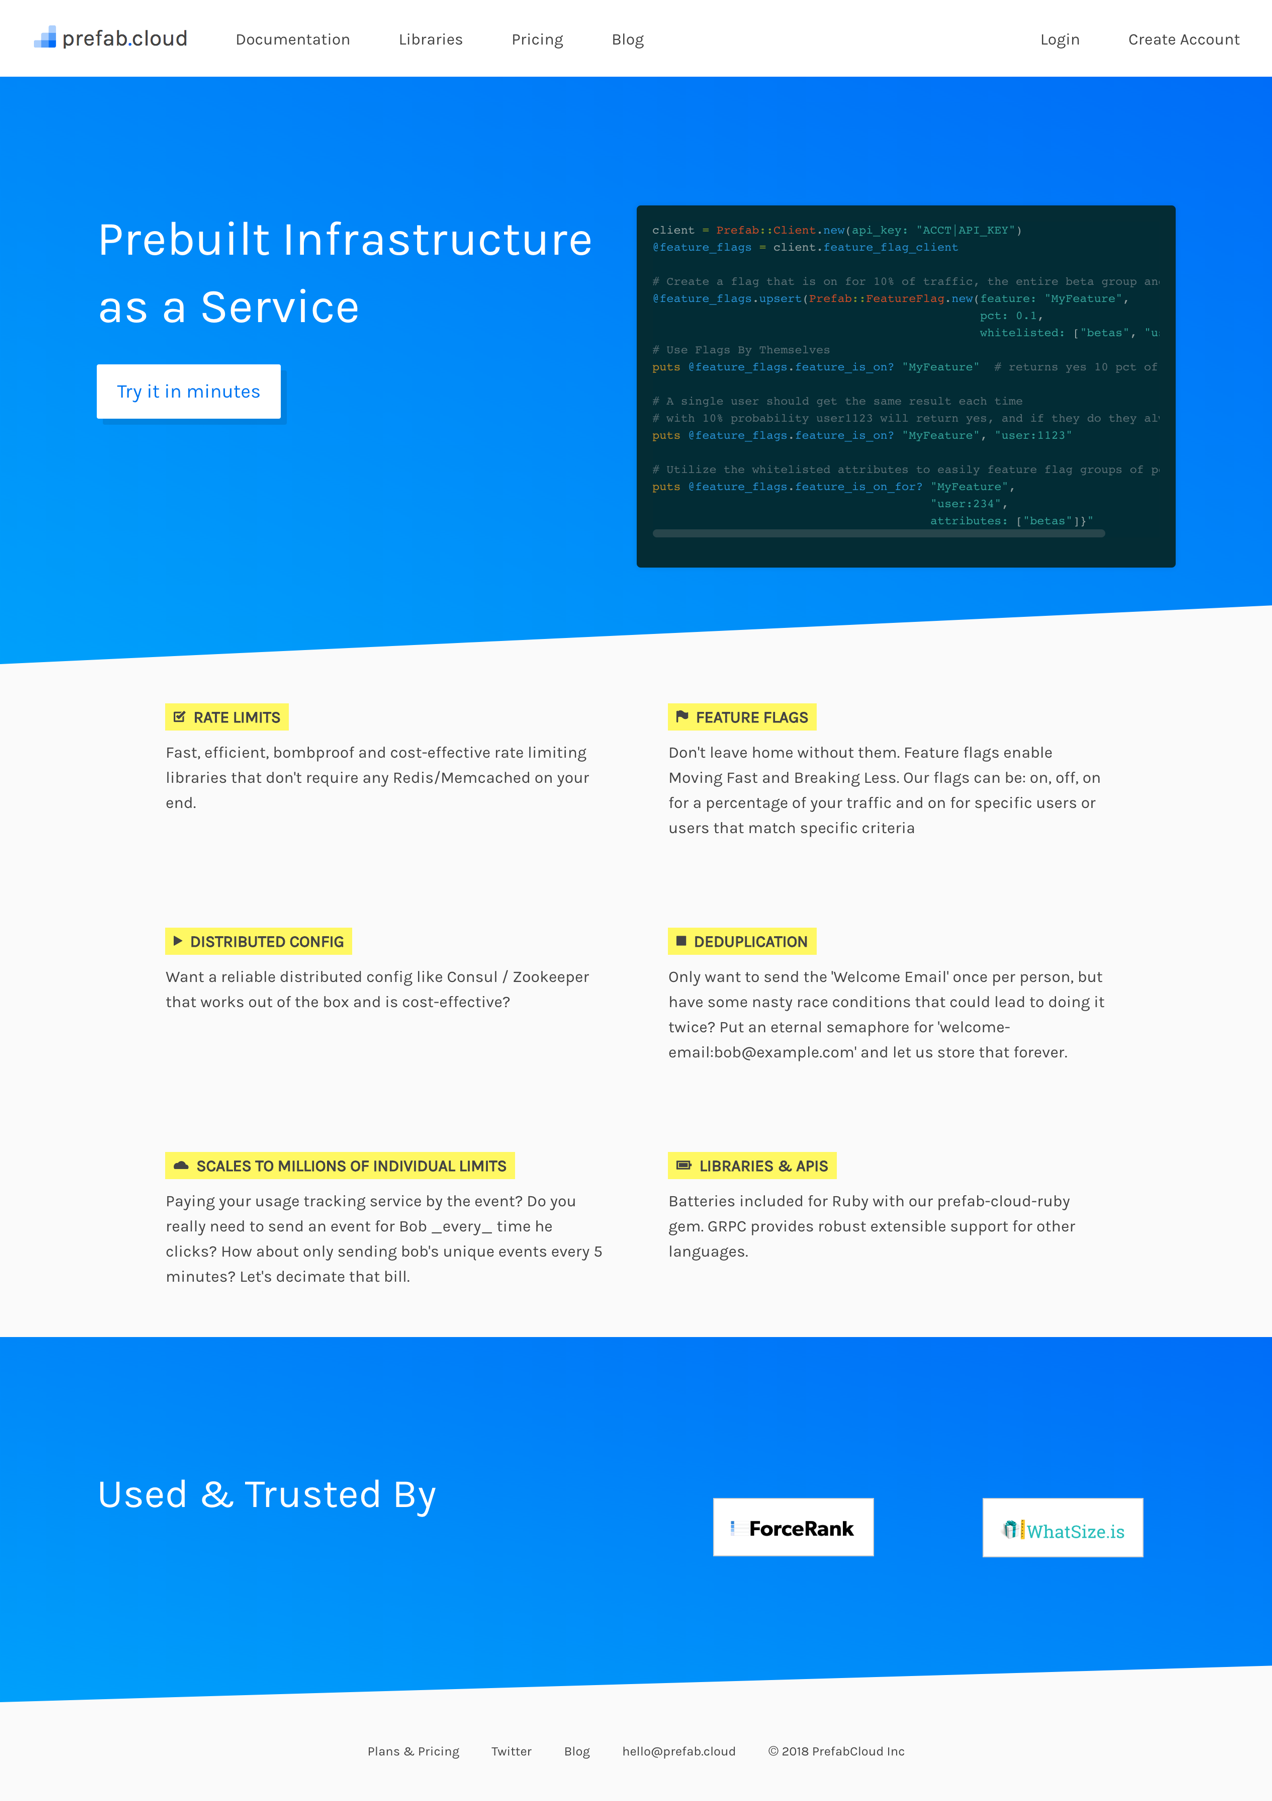 prefab.cloud
Documentation
Libraries
Pricing
Blog
Login
Create Account
Prebuilt Infrastructure
as a Service
Try it in minutes
client = Prefab::Client.new(api_key: "ACCT|API_KEY")
@feature_flags = client.feature_flag_client
# Create a flag that is on for 10% of traffic, the entire beta group
@feature_flags.upsert(Prefab::FeatureFlag.new(feature: "MyFeature",
pct: 0.1,
whitelisted: ["betas",
# Use Flags By Themselves
puts @feature_flags.feature_is_on? "MyFeature"  # returns yes 10 pct of
# A single user should get the same result each time
# with 10% probability user1123 will return yes, and if they do they
puts @feature_flags.feature_is_on? "MyFeature", "user:1123"
# Utilize the whitelisted attributes to easily feature flag groups of
puts @feature_flags.feature_is_on_for? "MyFeature",
"user:234",
attributes: ["betas"]}"
RATE LIMITS
Fast, efficient, bombproof and cost-effective rate limiting
libraries that don't require any Redis/Memcached on your
end.
FEATURE FLAGS
Don't leave home without them. Feature flags enable
Moving Fast and Breaking Less. Our flags can be: on, off, on
for a percentage of your traffic and on for specific users or
users that match specific criteria
DISTRIBUTED CONFIG
Want a reliable distributed config like Consul / Zookeeper
that works out of the box and is cost-effective?
DEDUPLICATION
Only want to send the 'Welcome Email' once per person, but
have some nasty race conditions that could lead to doing it
twice? Put an eternal semaphore for 'welcome-
email:bob@example.com' and let us store that forever.
SCALES TO MILLIONS OF INDIVIDUAL LIMITS
Paying your usage tracking service by the event? Do you
really need to send an event for Bob _every_ time he
clicks? How about only sending bob's unique events every 5
minutes? Let's decimate that bill.
LIBRARIES & APIS
Batteries included for Ruby with our prefab-cloud-ruby
gem. GRPC provides robust extensible support for other
languages.
Used & Trusted By
ForceRank
WhatSize.is
Plans & Pricing
Twitter
Blog
hello@prefab.cloud
© 2018 PrefabCloud Inc